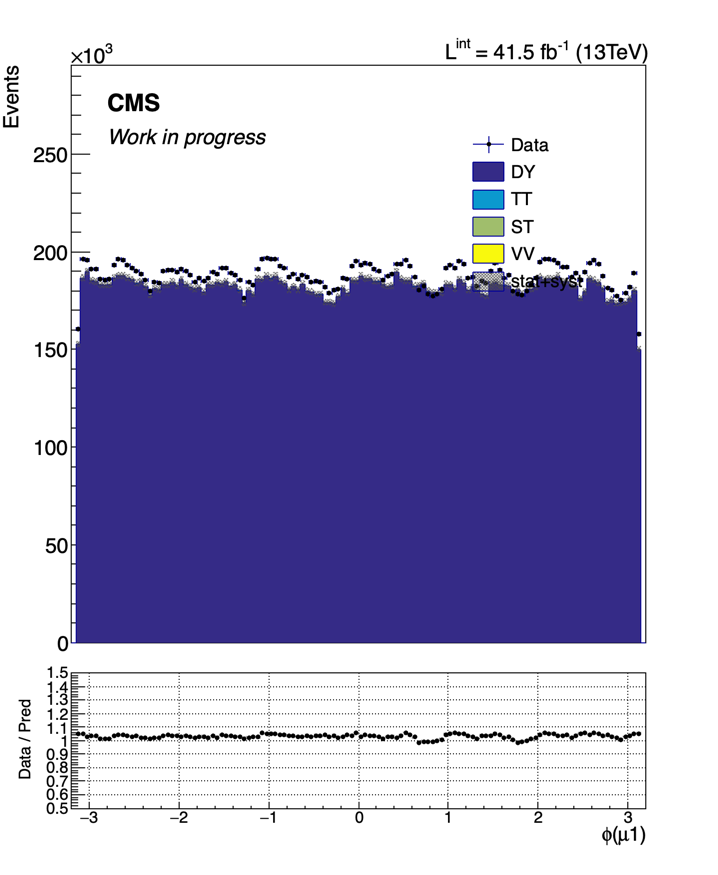 ×10³
L^int = 41.5 fb⁻¹ (13TeV)
Events
CMS
Work in progress
Data
DY
TT
ST
VV
stat+syst
250
200
150
100
50
0
Data / Pred
1.5
1.4
1.3
1.2
1.1
1
0.9
0.8
0.7
0.6
0.5
−3 −2 −1 0 1 2 3
ϕ(μ1)